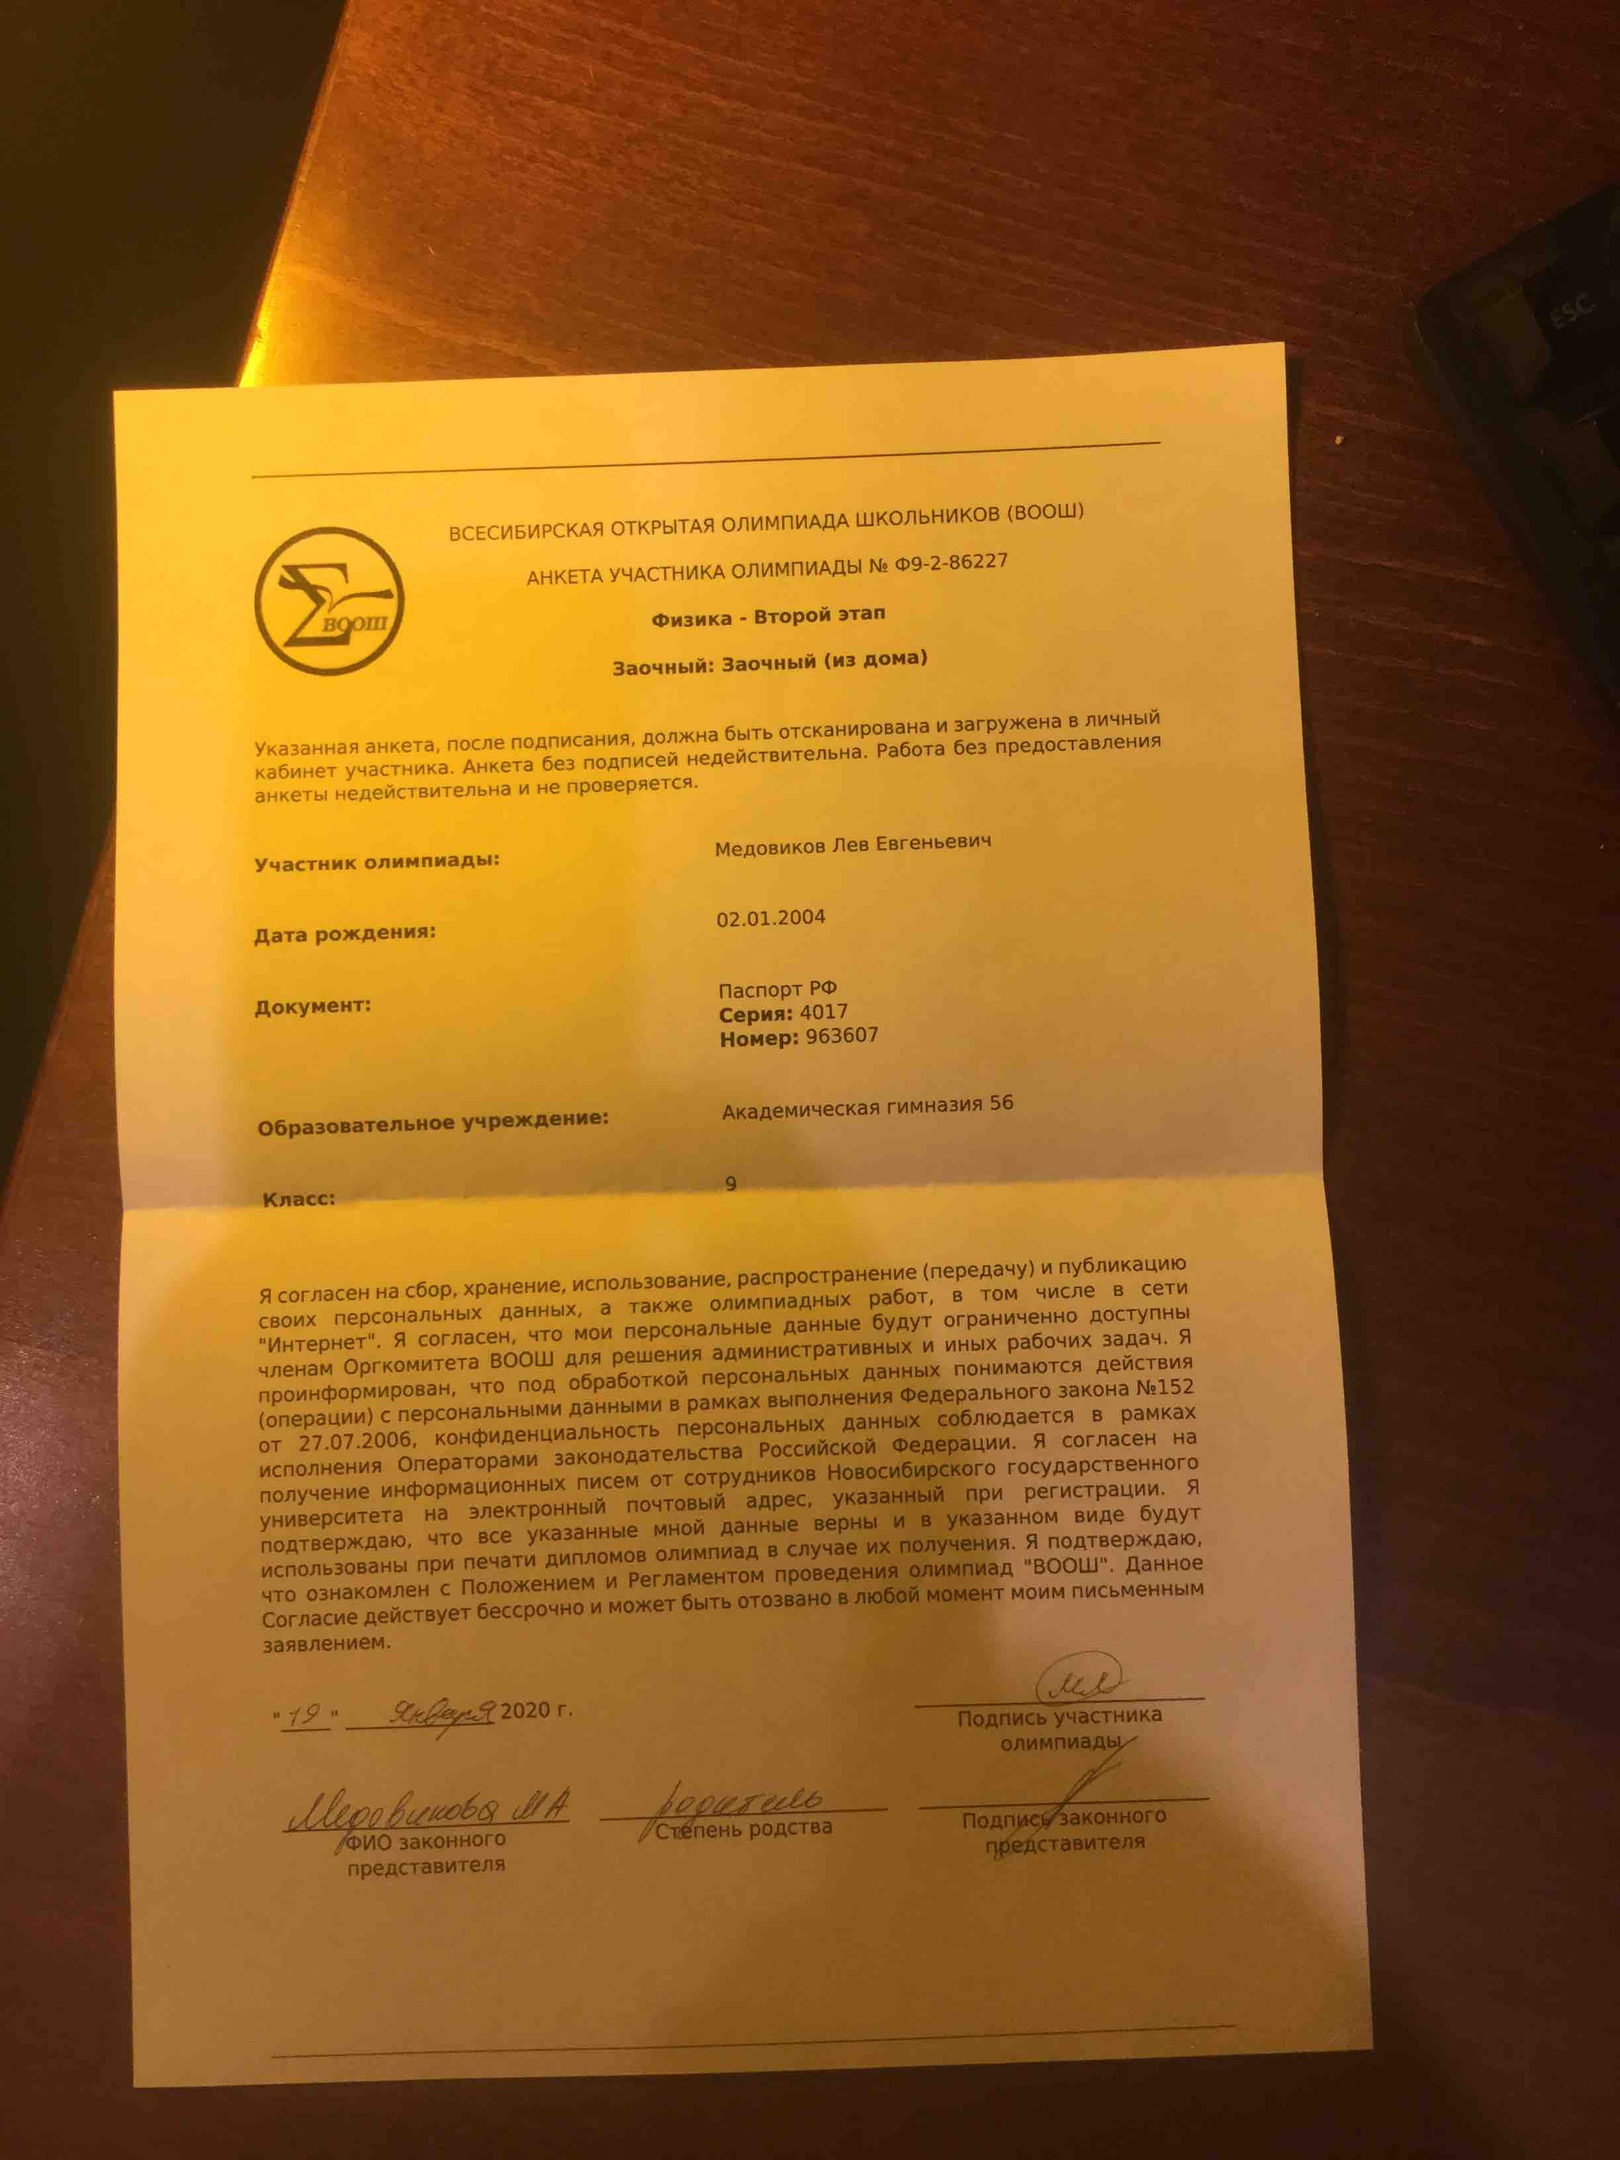 ESC
ВСЕСИБИРСКАЯ ОТКРЫТАЯ ОЛИМПИАДА ШКОЛЬНИКОВ (ВООШ)
АНКЕТА УЧАСТНИКА ОЛИМПИАДЫ № Ф9-2-86227
ВООШ
Физика - Второй этап
Заочный: Заочный (из дома)
Указанная анкета, после подписания, должна быть отсканирована и загружена в личный
кабинет участника. Анкета без подписей недействительна. Работа без предоставления
анкеты недействительна и не проверяется.
Участник олимпиады: Медовиков Лев Евгеньевич
Дата рождения: 02.01.2004
Документ: Паспорт РФ
Серия: 4017
Номер: 963607
Образовательное учреждение: Академическая гимназия 56
Класс: 9
Я согласен на сбор, хранение, использование, распространение (передачу) и публикацию
своих персональных данных, а также олимпиадных работ, в том числе в сети
"Интернет". Я согласен, что мои персональные данные будут ограниченно доступны
членам Оргкомитета ВООШ для решения административных и иных рабочих задач. Я
проинформирован, что под обработкой персональных данных понимаются действия
(операции) с персональными данными в рамках выполнения Федерального закона №152
от 27.07.2006, конфиденциальность персональных данных соблюдается в рамках
исполнения Операторами законодательства Российской Федерации. Я согласен на
получение информационных писем от сотрудников Новосибирского государственного
университета на электронный почтовый адрес, указанный при регистрации. Я
подтверждаю, что все указанные мной данные верны и в указанном виде будут
использованы при печати дипломов олимпиад в случае их получения. Я подтверждаю,
что ознакомлен с Положением и Регламентом проведения олимпиад "ВООШ". Данное
Согласие действует бессрочно и может быть отозвано в любой момент моим письменным
заявлением.
"19" января 2020 г.
Подпись участника
олимпиады
Медовикова МА родитель
ФИО законного
представителя
Степень родства
Подпись законного
представителя